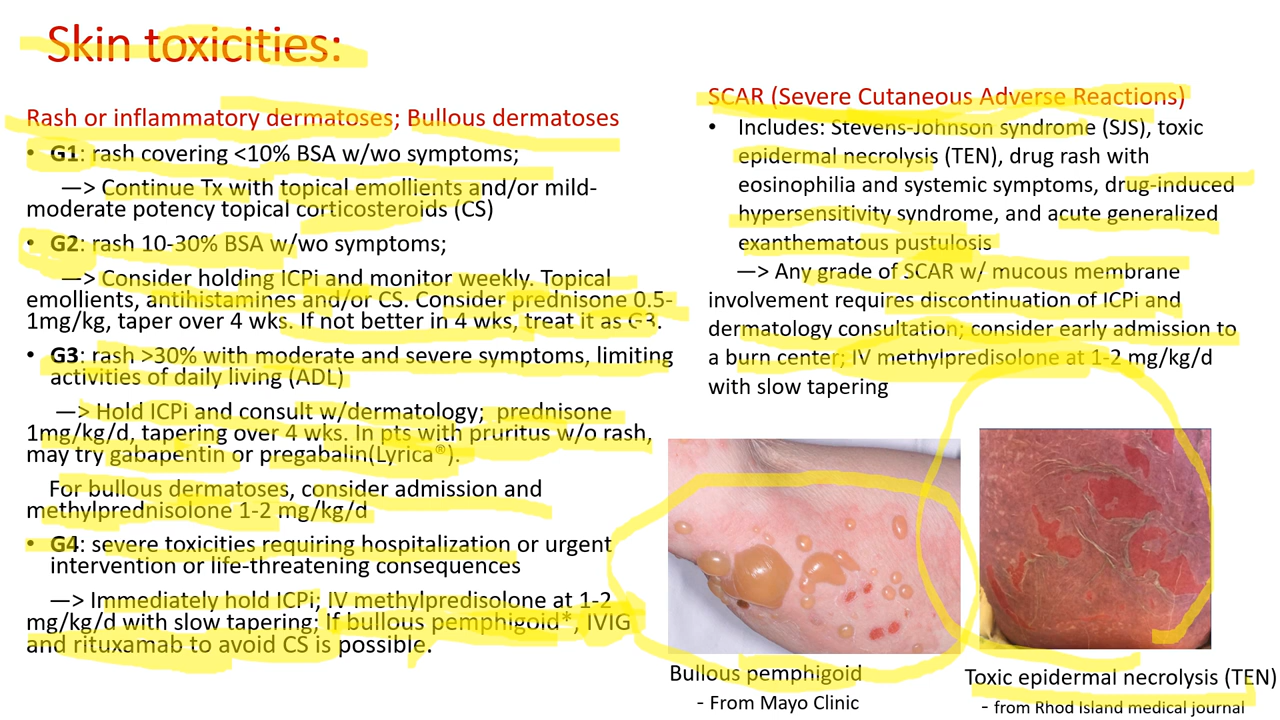 Skin toxicities:
Rash or inflammatory dermatoses; Bullous dermatoses
• G1: rash covering <10% BSA w/wo symptoms;
—> Continue Tx with topical emollients and/or mild-
moderate potency topical corticosteroids (CS)
• G2: rash 10-30% BSA w/wo symptoms;
—> Consider holding ICPi and monitor weekly. Topical
emollients, antihistamines and/or CS. Consider prednisone 0.5-
1mg/kg, taper over 4 wks. If not better in 4 wks, treat it as G3.
• G3: rash >30% with moderate and severe symptoms, limiting
activities of daily living (ADL)
—> Hold ICPi and consult w/dermatology; prednisone
1mg/kg/d, tapering over 4 wks. In pts with pruritus w/o rash,
may try gabapentin or pregabalin(Lyrica®).
For bullous dermatoses, consider admission and
methylprednisolone 1-2 mg/kg/d
• G4: severe toxicities requiring hospitalization or urgent
intervention or life-threatening consequences
—> Immediately hold ICPi; IV methylpredisolone at 1-2
mg/kg/d with slow tapering; If bullous pemphigoid*, IVIG
and rituxamab to avoid CS is possible.
SCAR (Severe Cutaneous Adverse Reactions)
• Includes: Stevens-Johnson syndrome (SJS), toxic
epidermal necrolysis (TEN), drug rash with
eosinophilia and systemic symptoms, drug-induced
hypersensitivity syndrome, and acute generalized
exanthematous pustulosis
—> Any grade of SCAR w/ mucous membrane
involvement requires discontinuation of ICPi and
dermatology consultation; consider early admission to
a burn center; IV methylpredisolone at 1-2 mg/kg/d
with slow tapering
Bullous pemphigoid
- From Mayo Clinic
Toxic epidermal necrolysis (TEN)
- from Rhod Island medical journal